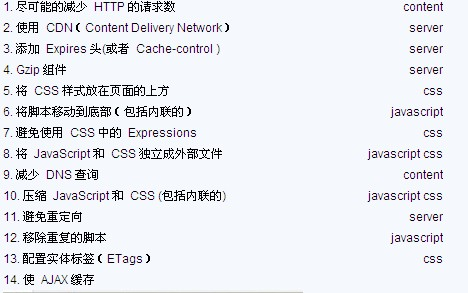 1. 尽可能的减少 HTTP 的请求数 content
2. 使用 CDN（Content Delivery Network） server
3. 添加 Expires 头(或者 Cache-control ) server
4. Gzip 组件 server
5. 将 CSS 样式放在页面的上方 css
6. 将脚本移动到底部（包括内联的） javascript
7. 避免使用 CSS 中的 Expressions css
8. 将 JavaScript 和 CSS 独立成外部文件 javascript css
9. 减少 DNS 查询 content
10. 压缩 JavaScript 和 CSS (包括内联的) javascript css
11. 避免重定向 server
12. 移除重复的脚本 javascript
13. 配置实体标签（ETags） css
14. 使 AJAX 缓存